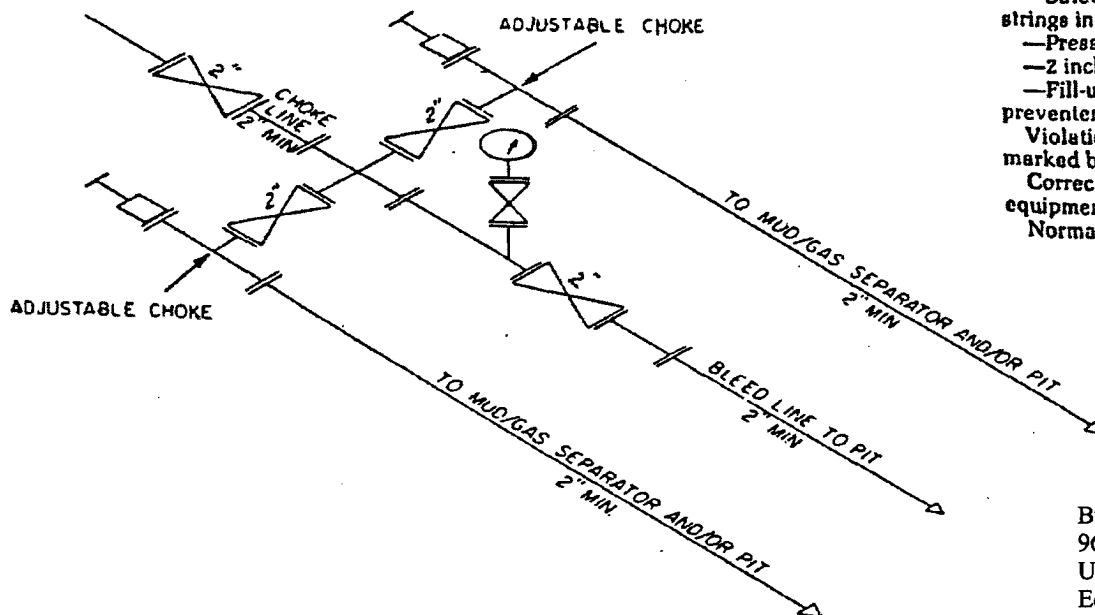 ADJUSTABLE CHOKE
2"
CHOKE
LINE
2" MIN
2"
2"
2"
ADJUSTABLE CHOKE
TO MUD/GAS SEPARATOR AND/OR PIT
2" MIN
BLEED LINE TO PIT
2" MIN
TO MUD/GAS SEPARATOR AND/OR PIT
2" MIN.
strings in
—Press
—2 incl
—Fill-u
preventer
Violatio
marked b
Correc
equipmen
Norma
B
96
U